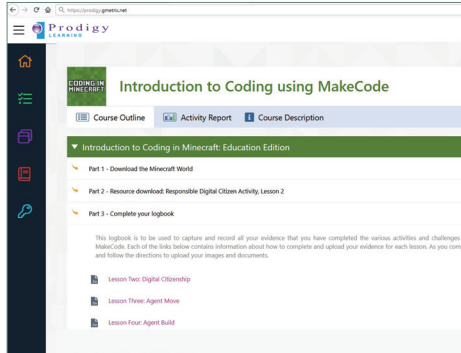 https://prodigy.gmetrix.net
Prodigy
LEARNING
CODING IN
MINECRAFT
Introduction to Coding using MakeCode
Course Outline Activity Report Course Description
Introduction to Coding in Minecraft: Education Edition
Part 1 - Download the Minecraft World
Part 2 - Resource download: Responsible Digital Citizen Activity, Lesson 2
Part 3 - Complete your logbook
This logbook is to be used to capture and record all your evidence that you have completed the various activities and challenges
MakeCode. Each of the links below contains information about how to complete and upload your evidence for each lesson. As you com
and follow the directions to upload your images and documents.
Lesson Two: Digital Citizenship
Lesson Three: Agent Move
Lesson Four: Agent Build